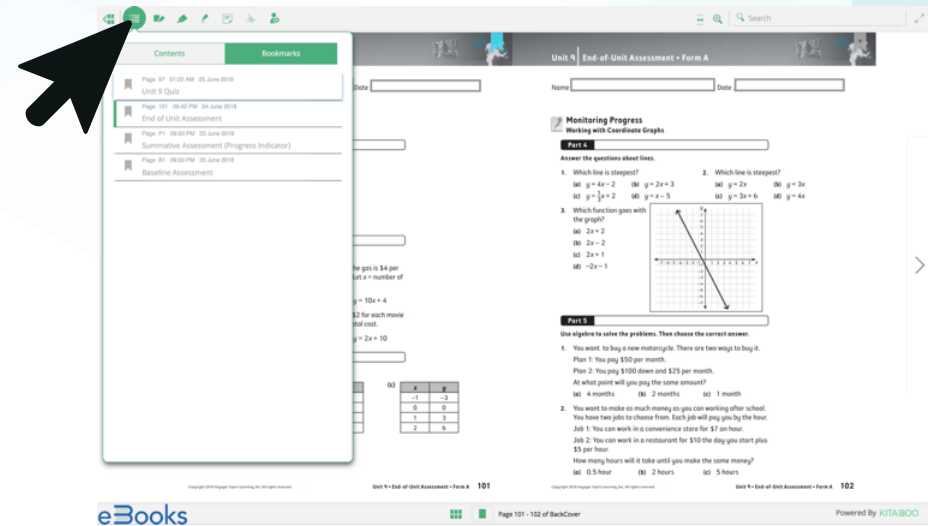 Search
Contents Bookmarks
Page 97 01:22 AM 25 June 2018
Unit 9 Quiz
Page 101 08:42 PM 24 June 2018
End of Unit Assessment
Page P1 09:50 PM 23 June 2018
Summative Assessment (Progress Indicator)
Page B1 09:50 PM 23 June 2018
Baseline Assessment
Date
he gas is $4 per
Let x = number of
y = 10x + 4
$2 for each movie
otal cost.
y = 2x + 10
(c) x y
−1 −3
0 0
1 3
2 6
Unit 9 • End-of-Unit Assessment • Form A 101
Unit 9 End-of-Unit Assessment • Form A
Name Date
Monitoring Progress
Working with Coordinate Graphs
Part 4
Answer the questions about lines.
1. Which line is steepest?
(a) y = 4x − 2 (b) y = 2x + 3
(c) y = x + 2 (d) y = x − 5
2. Which line is steepest?
(a) y = 2x (b) y = 3x
(c) y = 3x + 6 (d) y = 4x
3. Which function goes with
the graph?
(a) 2x + 2
(b) 2x − 2
(c) 2x + 1
(d) −2x − 1
Part 5
Use algebra to solve the problems. Then choose the correct answer.
1. You want to buy a new motorcycle. There are two ways to buy it.
Plan 1: You pay $50 per month.
Plan 2: You pay $100 down and $25 per month.
At what point will you pay the same amount?
(a) 4 months (b) 2 months (c) 1 month
2. You want to make as much money as you can working after school.
You have two jobs to choose from. Each job will pay you by the hour.
Job 1: You can work in a convenience store for $7 an hour.
Job 2: You can work in a restaurant for $10 the day you start plus
$5 per hour.
How many hours will it take until you make the same money?
(a) 0.5 hour (b) 2 hours (c) 5 hours
Unit 9 • End-of-Unit Assessment • Form A 102
eBooks
Page 101 - 102 of BackCover
Powered By KITABOO